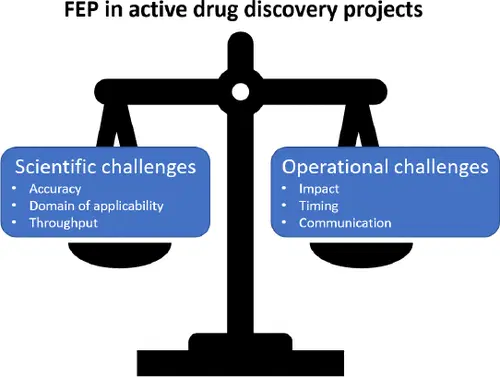 FEP in active drug discovery projects
Scientific challenges
• Accuracy
• Domain of applicability
• Throughput
Operational challenges
• Impact
• Timing
• Communication